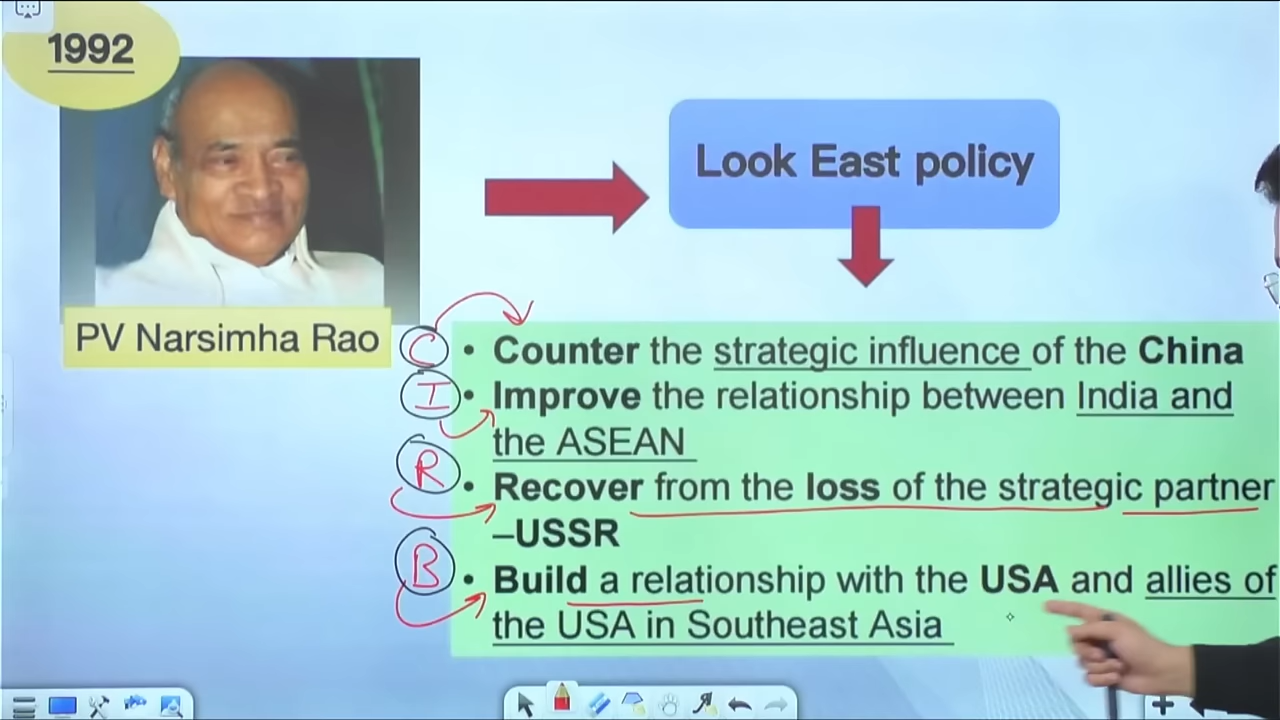 1992
Look East policy
PV Narsimha Rao
C • Counter the strategic influence of the China
I • Improve the relationship between India and
the ASEAN
R • Recover from the loss of the strategic partner
–USSR
B • Build a relationship with the USA and allies of
the USA in Southeast Asia